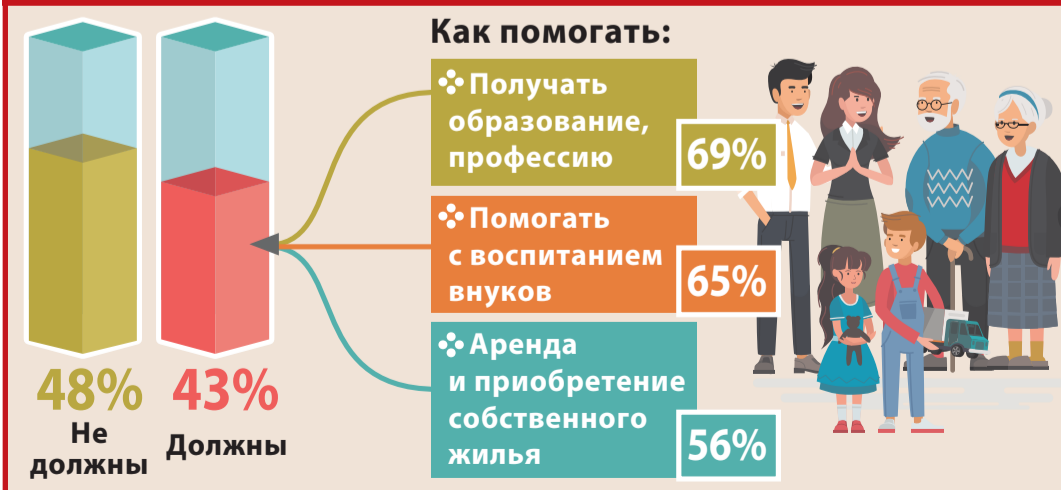 Как помогать:
Получать
образование,
профессию
69%
Помогать
с воспитанием
внуков
65%
Аренда
и приобретение
собственного
жилья
56%
48%
Не
должны
43%
Должны